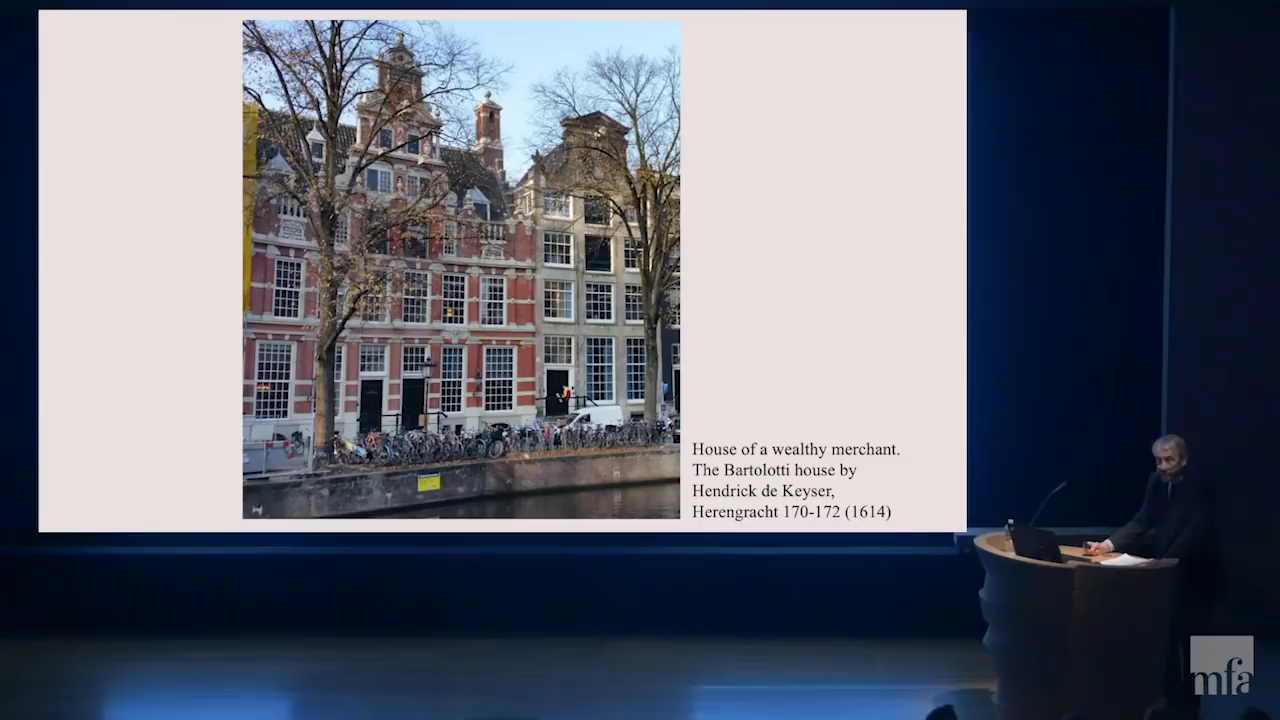 House of a wealthy merchant.
The Bartolotti house by
Hendrick de Keyser,
Herengracht 170-172 (1614)
mfa